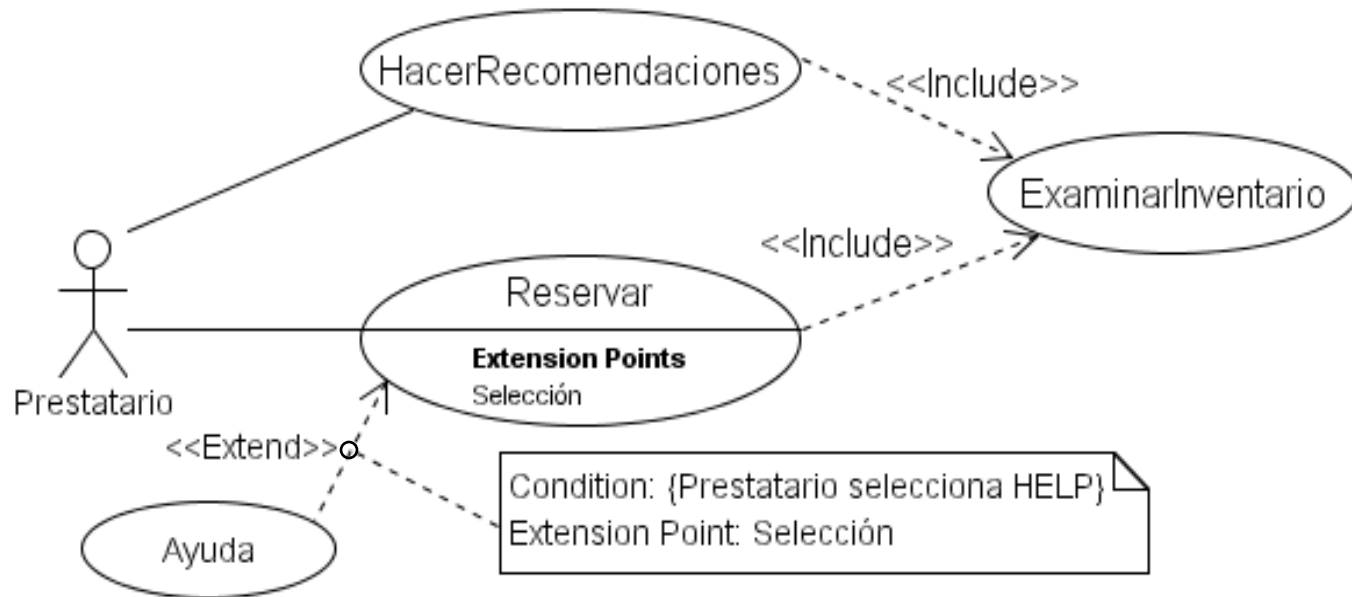 HacerRecomendaciones
<<Include>>
ExaminarInventario
<<Include>>
Reservar
Extension Points
Selección
Prestatario
<<Extend>>
Condition: {Prestatario selecciona HELP}
Extension Point: Selección
Ayuda